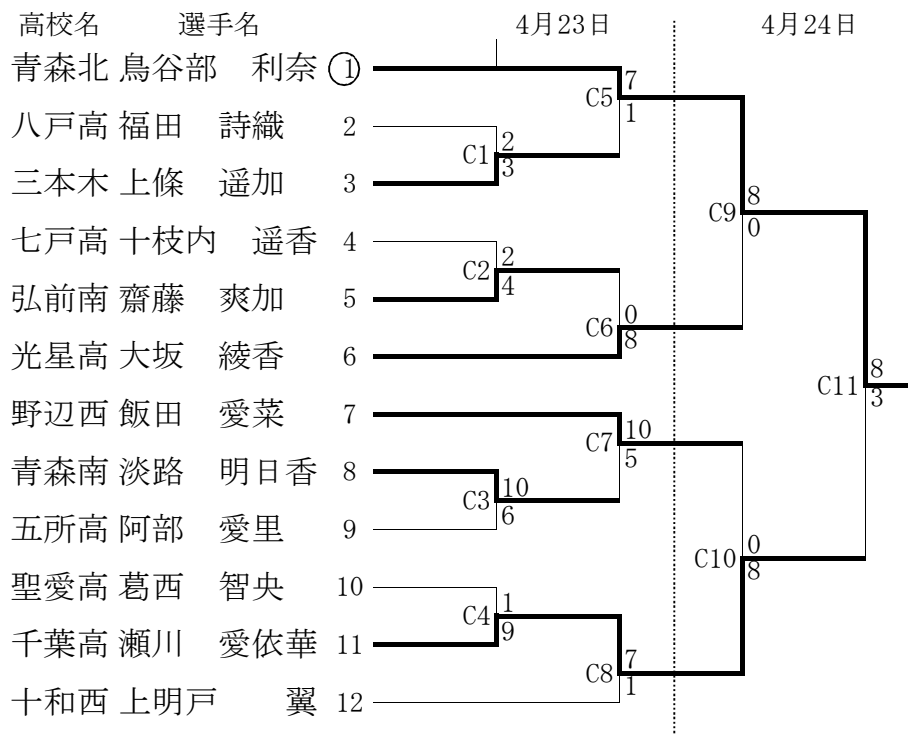 高校名 選手名 4月23日 4月24日
青森北 鳥谷部 利奈 ①
八戸高 福田 詩織 2
三本木 上條 遥加 3
七戸高 十枝内 遥香 4
弘前南 齋藤 爽加 5
光星高 大坂 綾香 6
野辺西 飯田 愛菜 7
青森南 淡路 明日香 8
五所高 阿部 愛里 9
聖愛高 葛西 智央 10
千葉高 瀬川 愛依華 11
十和西 上明戸 翼 12
C1 2
3
C2 2
4
C3 10
6
C4 1
9
C5 7
1
C6 0
8
C7 10
5
C8 7
1
C9 8
0
C10 0
8
C11 8
3